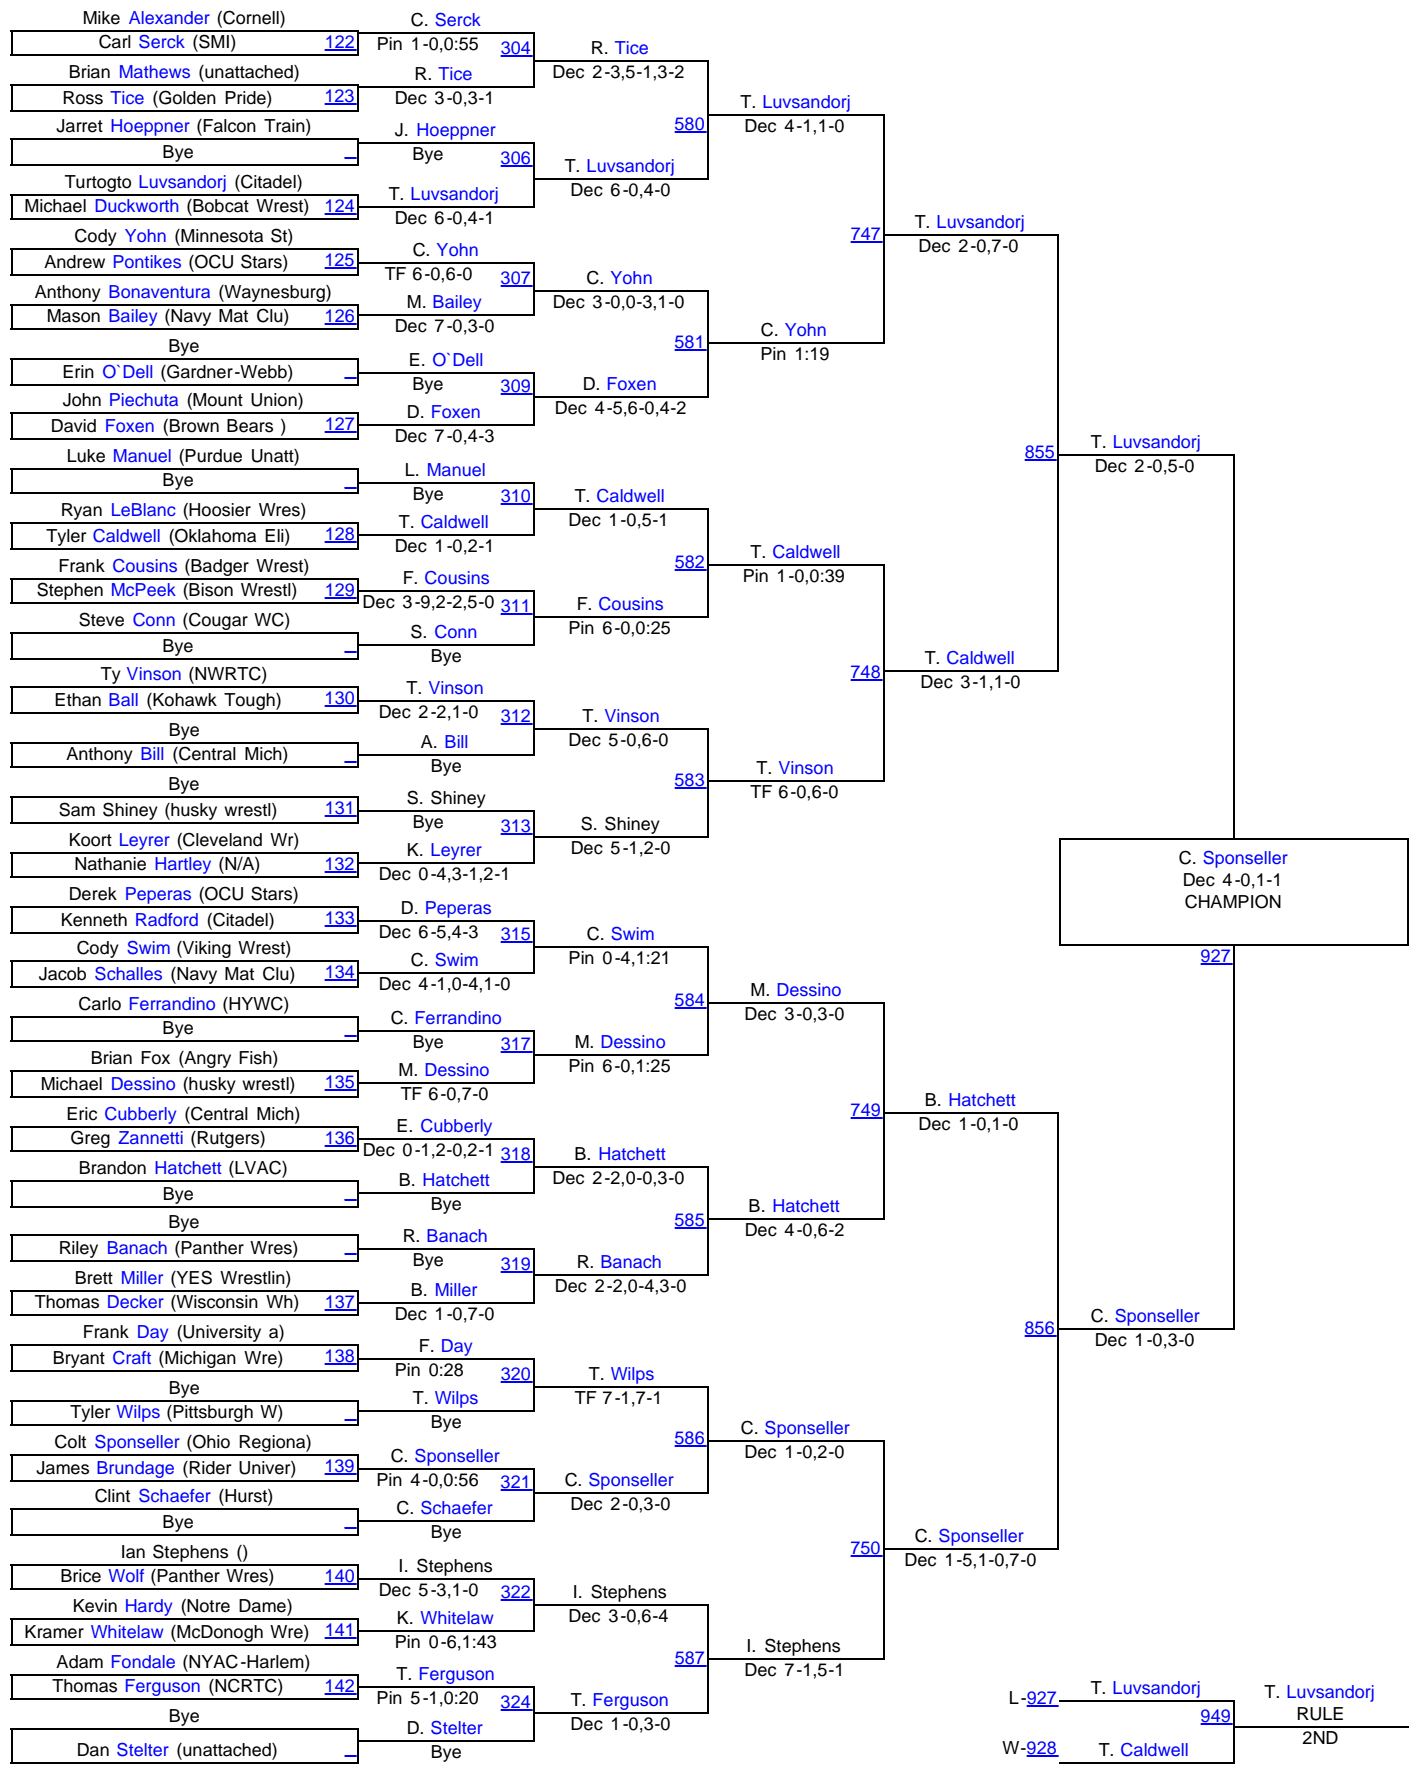 Mike Alexander (Cornell)
Carl Serck (SMI) 122
Brian Mathews (unattached)
Ross Tice (Golden Pride) 123
Jarret Hoeppner (Falcon Train)
Bye
Turtogto Luvsandorj (Citadel)
Michael Duckworth (Bobcat Wrest) 124
Cody Yohn (Minnesota St)
Andrew Pontikes (OCU Stars) 125
Anthony Bonaventura (Waynesburg)
Mason Bailey (Navy Mat Clu) 126
Bye
Erin O`Dell (Gardner-Webb)
John Piechuta (Mount Union)
David Foxen (Brown Bears ) 127
Luke Manuel (Purdue Unatt)
Bye
Ryan LeBlanc (Hoosier Wres)
Tyler Caldwell (Oklahoma Eli) 128
Frank Cousins (Badger Wrest)
Stephen McPeek (Bison Wrestl) 129
Steve Conn (Cougar WC)
Bye
Ty Vinson (NWRTC)
Ethan Ball (Kohawk Tough) 130
Bye
Anthony Bill (Central Mich)
Bye
Sam Shiney (husky wrestl) 131
Koort Leyrer (Cleveland Wr)
Nathanie Hartley (N/A) 132
Derek Peperas (OCU Stars)
Kenneth Radford (Citadel) 133
Cody Swim (Viking Wrest)
Jacob Schalles (Navy Mat Clu) 134
Carlo Ferrandino (HYWC)
Bye
Brian Fox (Angry Fish)
Michael Dessino (husky wrestl) 135
Eric Cubberly (Central Mich)
Greg Zannetti (Rutgers) 136
Brandon Hatchett (LVAC)
Bye
Bye
Riley Banach (Panther Wres)
Brett Miller (YES Wrestlin)
Thomas Decker (Wisconsin Wh) 137
Frank Day (University a)
Bryant Craft (Michigan Wre) 138
Bye
Tyler Wilps (Pittsburgh W)
Colt Sponseller (Ohio Regiona)
James Brundage (Rider Univer) 139
Clint Schaefer (Hurst)
Bye
Ian Stephens ()
Brice Wolf (Panther Wres) 140
Kevin Hardy (Notre Dame)
Kramer Whitelaw (McDonogh Wre) 141
Adam Fondale (NYAC-Harlem)
Thomas Ferguson (NCRTC) 142
Bye
Dan Stelter (unattached)
C. Serck
Pin 1-0,0:55 304
R. Tice
Dec 3-0,3-1
J. Hoeppner
Bye 306
T. Luvsandorj
Dec 6-0,4-1
C. Yohn
TF 6-0,6-0 307
M. Bailey
Dec 7-0,3-0
E. O`Dell
Bye 309
D. Foxen
Dec 7-0,4-3
L. Manuel
Bye 310
T. Caldwell
Dec 1-0,2-1
F. Cousins
Dec 3-9,2-2,5-0 311
S. Conn
Bye
T. Vinson
Dec 2-2,1-0 312
A. Bill
Bye
S. Shiney
Bye 313
K. Leyrer
Dec 0-4,3-1,2-1
D. Peperas
Dec 6-5,4-3 315
C. Swim
Dec 4-1,0-4,1-0
C. Ferrandino
Bye 317
M. Dessino
TF 6-0,7-0
E. Cubberly
Dec 0-1,2-0,2-1 318
B. Hatchett
Bye
R. Banach
Bye 319
B. Miller
Dec 1-0,7-0
F. Day
Pin 0:28 320
T. Wilps
Bye
C. Sponseller
Pin 4-0,0:56 321
C. Schaefer
Bye
I. Stephens
Dec 5-3,1-0 322
K. Whitelaw
Pin 0-6,1:43
T. Ferguson
Pin 5-1,0:20 324
D. Stelter
Bye
R. Tice
Dec 2-3,5-1,3-2
580
T. Luvsandorj
Dec 6-0,4-0
C. Yohn
Dec 3-0,0-3,1-0
581
D. Foxen
Dec 4-5,6-0,4-2
T. Caldwell
Dec 1-0,5-1
582
F. Cousins
Pin 6-0,0:25
T. Vinson
Dec 5-0,6-0
583
S. Shiney
Dec 5-1,2-0
C. Swim
Pin 0-4,1:21
584
M. Dessino
Pin 6-0,1:25
B. Hatchett
Dec 2-2,0-0,3-0
585
R. Banach
Dec 2-2,0-4,3-0
T. Wilps
TF 7-1,7-1
586
C. Sponseller
Dec 2-0,3-0
I. Stephens
Dec 3-0,6-4
587
T. Ferguson
Dec 1-0,3-0
T. Luvsandorj
Dec 4-1,1-0
747
C. Yohn
Pin 1:19
T. Caldwell
Pin 1-0,0:39
748
T. Vinson
TF 6-0,6-0
M. Dessino
Dec 3-0,3-0
749
B. Hatchett
Dec 4-0,6-2
C. Sponseller
Dec 1-0,2-0
750
I. Stephens
Dec 7-1,5-1
T. Luvsandorj
Dec 2-0,7-0
855
T. Caldwell
Dec 3-1,1-0
B. Hatchett
Dec 1-0,1-0
856
C. Sponseller
Dec 1-5,1-0,7-0
T. Luvsandorj
Dec 2-0,5-0
C. Sponseller
Dec 4-0,1-1
CHAMPION
927
C. Sponseller
Dec 1-0,3-0
L-927 T. Luvsandorj
949
W-928 T. Caldwell
T. Luvsandorj
RULE
2ND